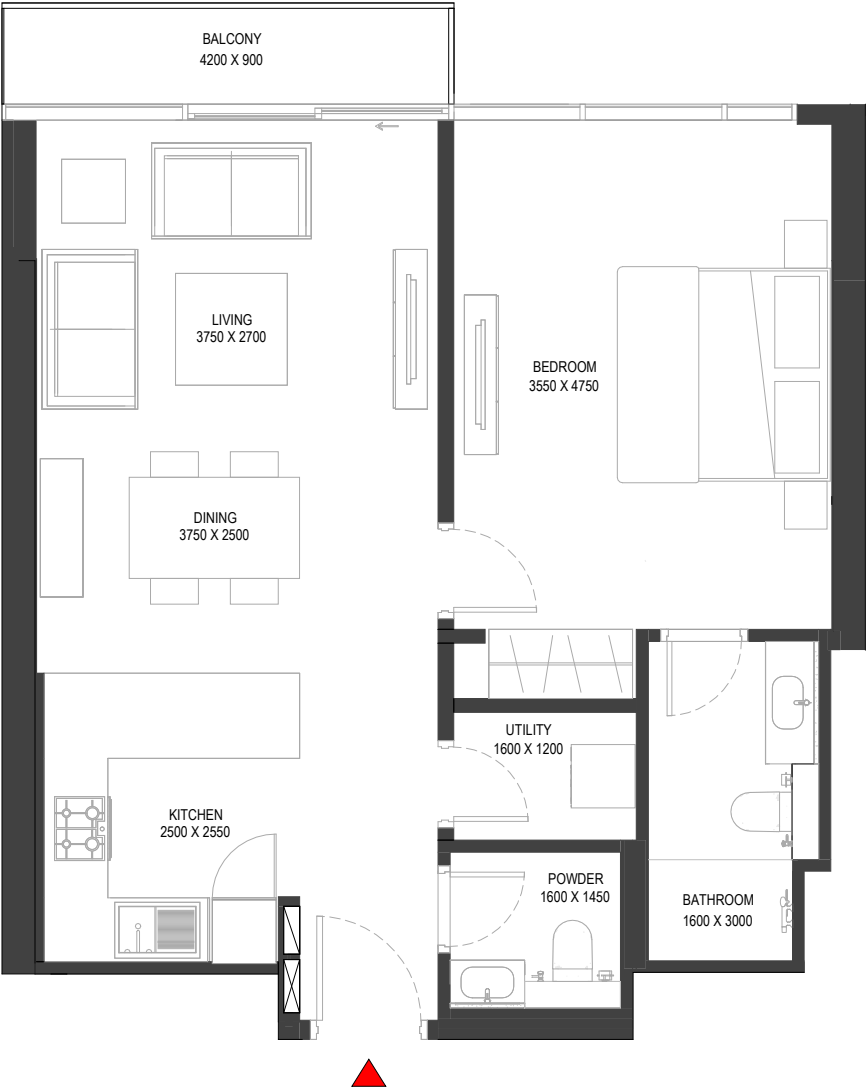 BALCONY
4200 X 900
LIVING
3750 X 2700
BEDROOM
3550 X 4750
DINING
3750 X 2500
UTILITY
1600 X 1200
KITCHEN
2500 X 2550
POWDER
1600 X 1450
BATHROOM
1600 X 3000